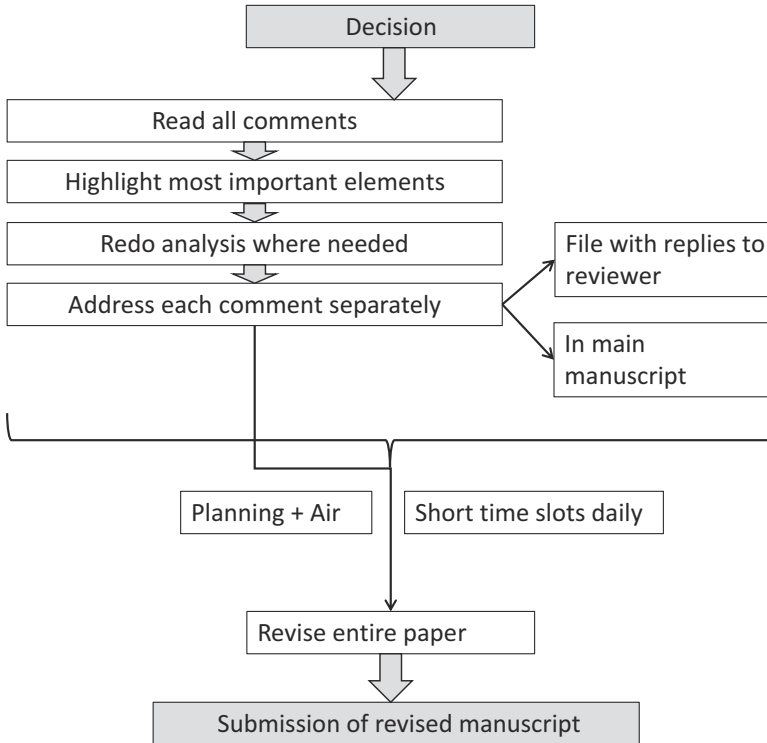 Decision
Read all comments
Highlight most important elements
Redo analysis where needed
Address each comment separately
File with replies to
reviewer
In main
manuscript
Planning + Air
Short time slots daily
Revise entire paper
Submission of revised manuscript